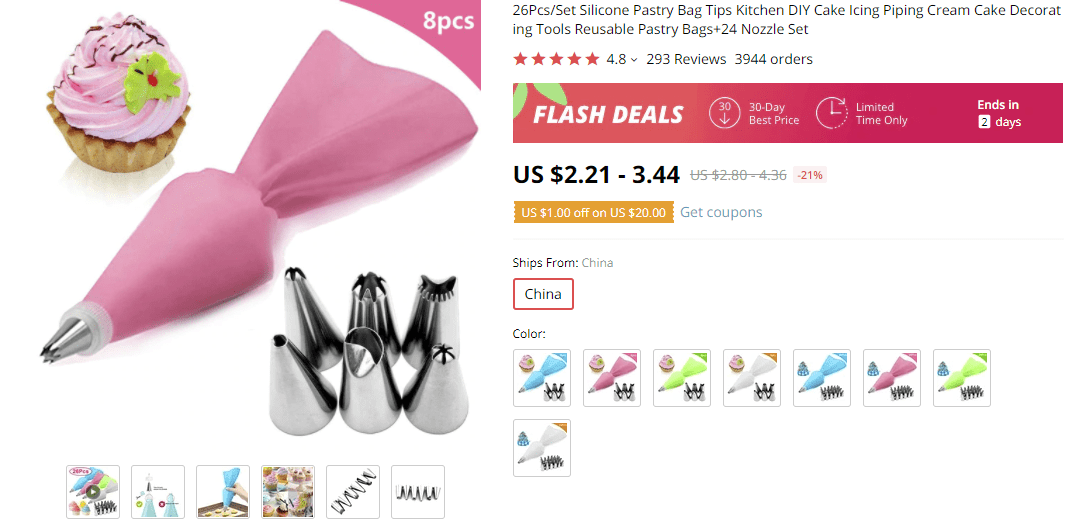 8pcs
26Pcs/Set Silicone Pastry Bag Tips Kitchen DIY Cake Icing Piping Cream Cake Decorat
ing Tools Reusable Pastry Bags+24 Nozzle Set
4.8
293 Reviews
3944 orders
FLASH DEALS
30
30-Day
Best Price
Limited
Time Only
Ends in
2 days
US $2.21 - 3.44
US $2.80 - 4.36
-21%
US $1.00 off on US $20.00
Get coupons
Ships From: China
China
Color:
26Pcs